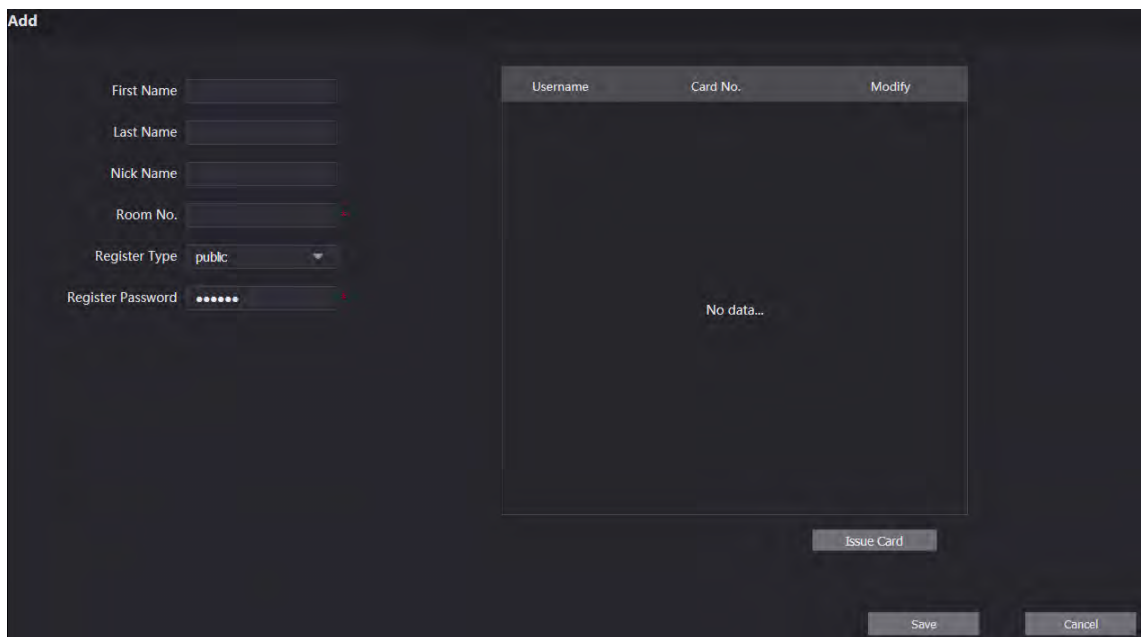 Add
First Name
Last Name
Nick Name
Room No. *
Register Type public
Register Password ●●●●●● *
Username Card No. Modify
No data...
Issue Card
Save Cancel